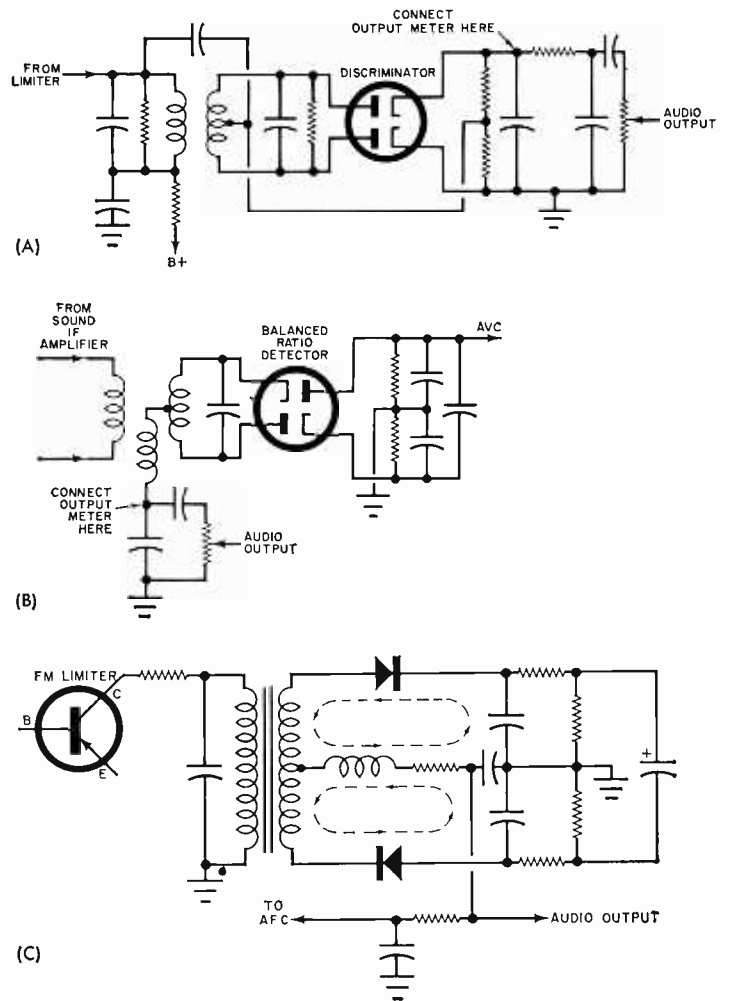 CONNECT
OUTPUT METER
HERE
FROM
LIMITER
DISCRIMINATOR
AUDIO
OUTPUT
B+
(A)
FROM
SOUND
IF
AMPLIFIER
BALANCED
RATIO
DETECTOR
AVC
CONNECT
OUTPUT
METER
HERE
AUDIO
OUTPUT
(B)
FM LIMITER
C
B
E
+
TO
AFC
AUDIO OUTPUT
(C)